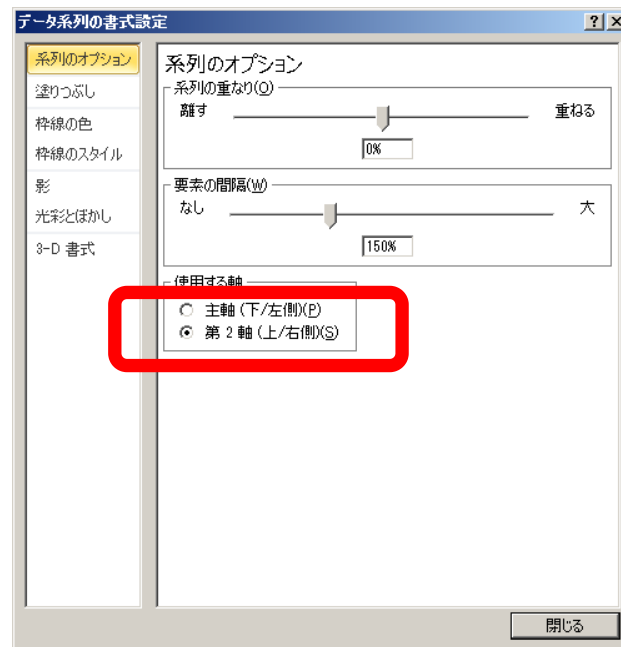 データ系列の書式設定
系列のオプション
塗りつぶし
枠線の色
枠線のスタイル
影
光彩とぼかし
3-D 書式
系列のオプション
系列の重なり(O)
離す
重ねる
0%
要素の間隔(W)
なし
大
150%
使用する軸
主軸 (下/左側)(P)
第 2 軸 (上/右側)(S)
閉じる